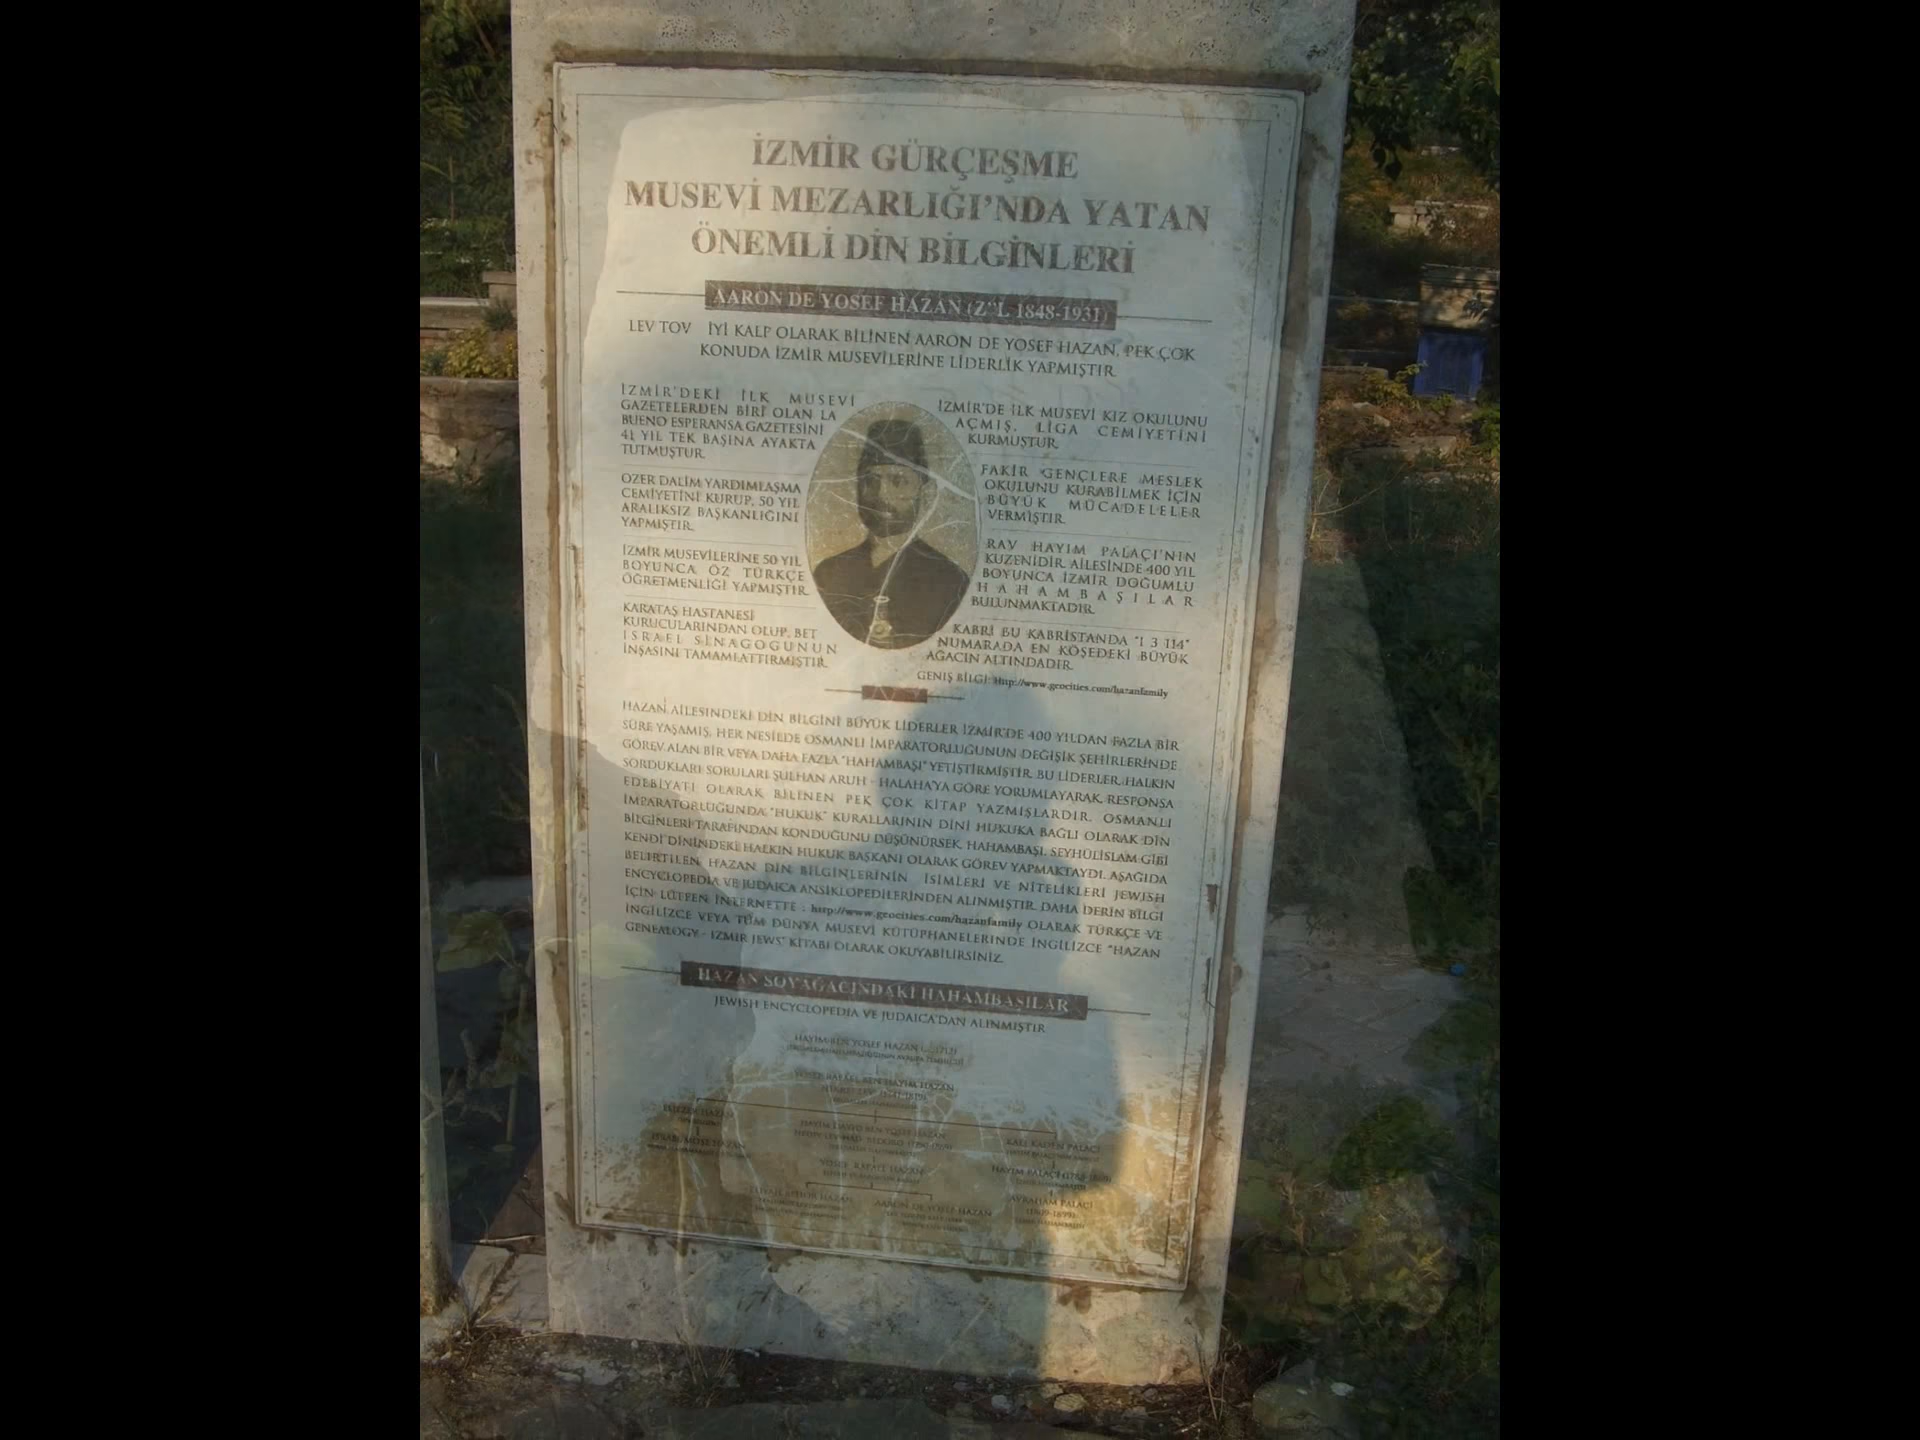 İZMİR GÜRÇEŞME
MUSEVİ MEZARLIĞI'NDA YATAN
ÖNEMLİ DİN BİLGİNLERİ
AARON DE YOSEF HAZAN (Z"L 1848-1931)
LEV TOV İYİ KALP OLARAK BİLİNEN AARON DE YOSEF HAZAN, PEK ÇOK
KONUDA İZMİR MUSEVİLERİNE LİDERLİK YAPMIŞTIR
İZMİR'DEKİ İLK MUSEVİ
GAZETELERDEN BİRİ OLAN LA
BUENO ESPERANSA GAZETESİNİ
41 YIL TEK BAŞINA AYAKTA
TUTMUŞTUR.
OZER DALİM YARDIMLAŞMA
CEMİYETİNİ KURUP, 50 YIL
ARALIKSIZ BAŞKANLIĞINI
YAPMIŞTIR.
İZMİR MUSEVİLERİNE 50 YIL
BOYUNCA ÖZ TÜRKÇE
ÖĞRETMENLİĞİ YAPMIŞTIR.
KARATAŞ HASTANESİ
KURUCULARINDAN OLUP, BET
ISRAEL SİNAGOGUNUN
İNŞASINI TAMAMLATTIRMIŞTIR.
İZMİR'DE İLK MUSEVİ KIZ OKULUNU
AÇMIŞ, LİGA CEMİYETİNİ
KURMUŞTUR.
FAKİR GENÇLERE MESLEK
OKULUNU KURABİLMEK İÇİN
BÜYÜK MÜCADELELER
VERMİŞTİR.
RAV HAYIM PALAÇI'NIN
KUZENİDİR. AİLESİNDE 400 YIL
BOYUNCA İZMİR DOĞUMLU
HAHAMBAŞILAR
BULUNMAKTADIR.
KABRİ BU KABRİSTANDA "1 3 114"
NUMARADA EN KÖŞEDEKİ BÜYÜK
AĞACIN ALTINDADIR.
GENİŞ BİLGİ: Http://www.geocities.com/hazanfamily
HAZAN AİLESINDEKİ DİN BİLGİNİ BÜYÜK LİDERLER İZMİR'DE 400 YILDAN FAZLA BİR
SÜRE YAŞAMIŞ, HER NESİLDE OSMANLI İMPARATORLUĞUNUN DEĞİŞİK ŞEHİRLERİNDE
GÖREV ALAN BİR VEYA DAHA FAZLA "HAHAMBAŞI" YETİŞTİRMİŞTİR. BU LİDERLER, HALKIN
SORDUKLARI SORULARI ŞULHAN ARUH - HALAHA'YA GÖRE YORUMLAYARAK, RESPONSA
EDEBİYATI OLARAK BİLİNEN PEK ÇOK KİTAP YAZMIŞLARDIR. OSMANLI
İMPARATORLUĞUNDA "HUKUK" KURALLARININ DİNİ HUKUKA BAĞLI OLARAK DİN
BİLGİNLERİ TARAFINDAN KONDUĞUNU DÜŞÜNÜRSEK, HAHAMBAŞI, SEYHÜLİSLAM GİBİ
KENDİ DİNİNDEKİ HALKIN HUKUK BAŞKANI OLARAK GÖREV YAPMAKTAYDI. AŞAĞIDA
BELİRTİLEN HAZAN DİN BİLGİNLERİNİN İSİMLERİ VE NİTELİKLERİ JEWISH
ENCYCLOPEDIA VE JUDAICA ANSİKLOPEDİLERİNDEN ALINMIŞTIR. DAHA DERİN BİLGİ
İÇİN LÜTFEN İNTERNETTE : http://www.geocities.com/hazanfamily OLARAK TÜRKÇE VE
İNGİLİZCE VEYA TÜM DÜNYA MUSEVİ KÜTÜPHANELERINDE İNGİLİZCE "HAZAN
GENEALOGY - IZMIR JEWS" KİTABI OLARAK OKUYABİLİRSİNİZ.
HAZAN SOYAĞACINDAKİ HAHAMBAŞILAR
JEWISH ENCYCLOPEDIA VE JUDAICA'DAN ALINMIŞTIR
HAYIM BEN YOSEF HAZAN
YOSEF RAFAEL BEN HAYIM HAZAN
ELIEZER HAZAN
HAYIM DAVID BEN YOSEF HAZAN
KALI KADEN PALAÇI
YOSEF RAFAEL HAZAN
HAYIM PALAÇI
HAZAN
AARON DE YOSEF HAZAN
AVRAHAM PALAÇI
(1809-1899)